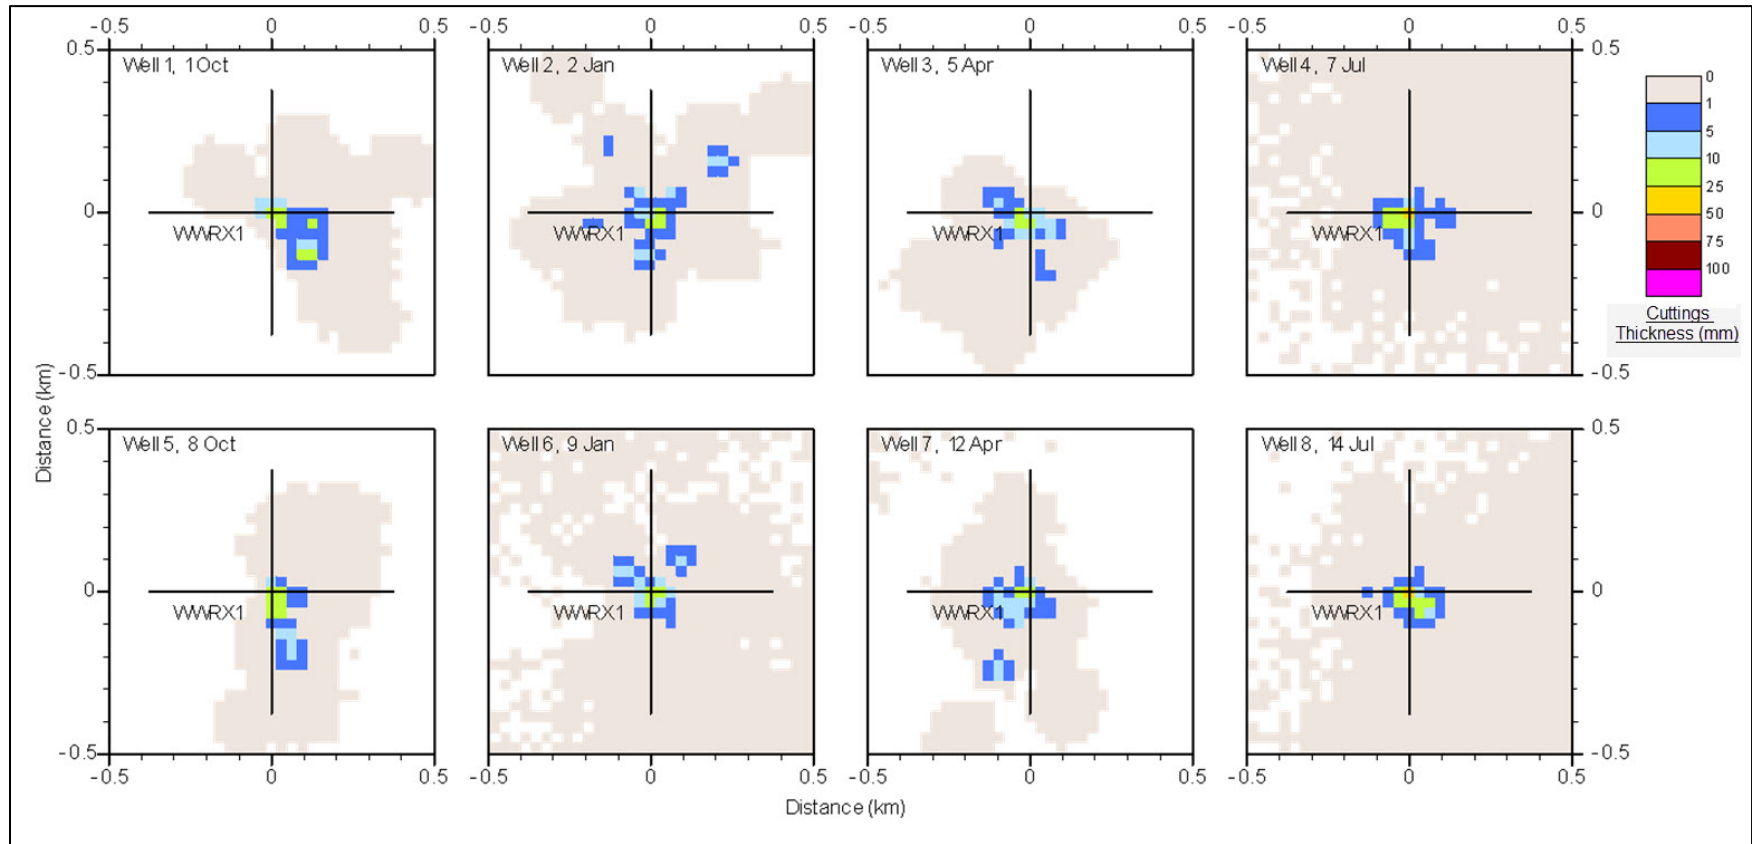 -0.5 0 0.5 -0.5 0 0.5 -0.5 0 0.5 -0.5 0 0.5
0.5 0.5
Well 1, 1 Oct
Well 2, 2 Jan
Well 3, 5 Apr
Well 4, 7 Jul
0
1
5
10
25
50
75
100
Cuttings
Thickness (mm)
0 0
WWRX1
WWRX1
WWRX1
WWRX1
-0.5 -0.5
Distance (km)
0.5 0.5
Well 5, 8 Oct
Well 6, 9 Jan
Well 7, 12 Apr
Well 8, 14 Jul
0 0
WWRX1
WWRX1
WWRX1
WWRX1
-0.5 -0.5
-0.5 0 0.5 -0.5 0 0.5 -0.5 0 0.5 -0.5 0 0.5
Distance (km)